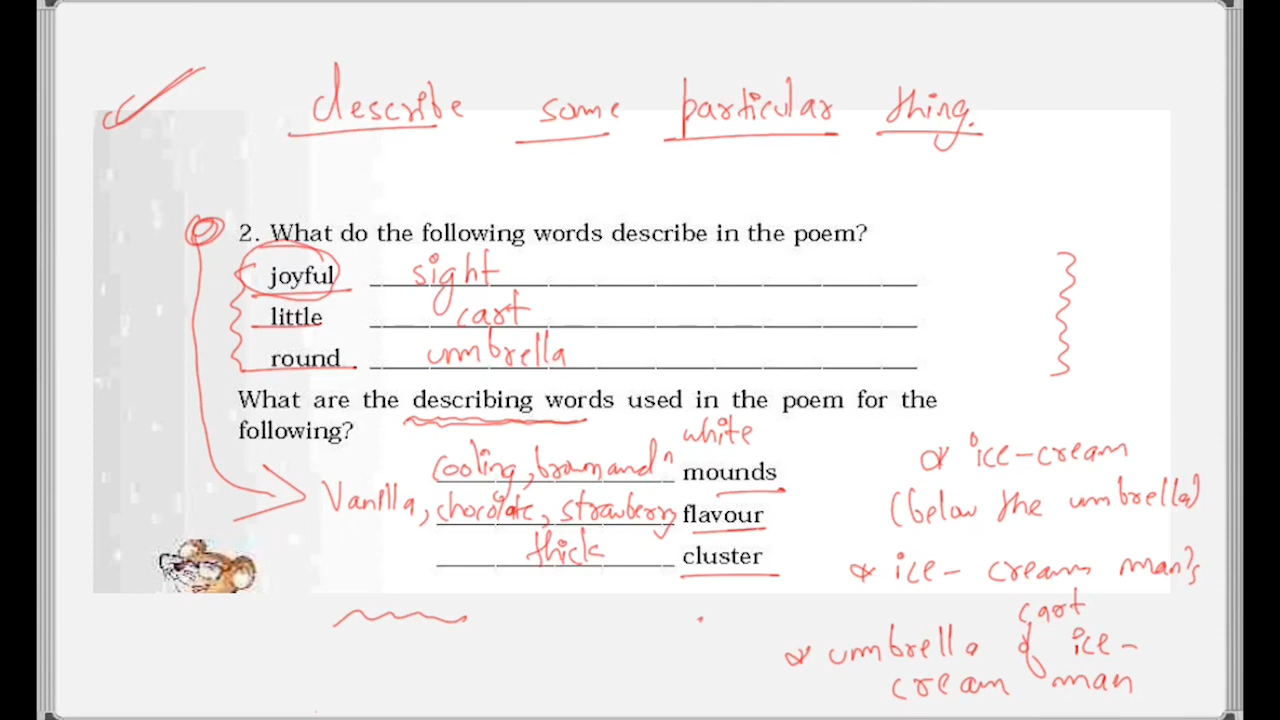 describe some particular thing.
2. What do the following words describe in the poem?
joyful sight
little cart
round umbrella
What are the describing words used in the poem for the
following?
white
cooling, brown and mounds
Vanilla, chocolate, strawberry flavour
thick cluster
ice-cream
(below the umbrella)
ice-cream man's
cart
umbrella of ice-
cream man